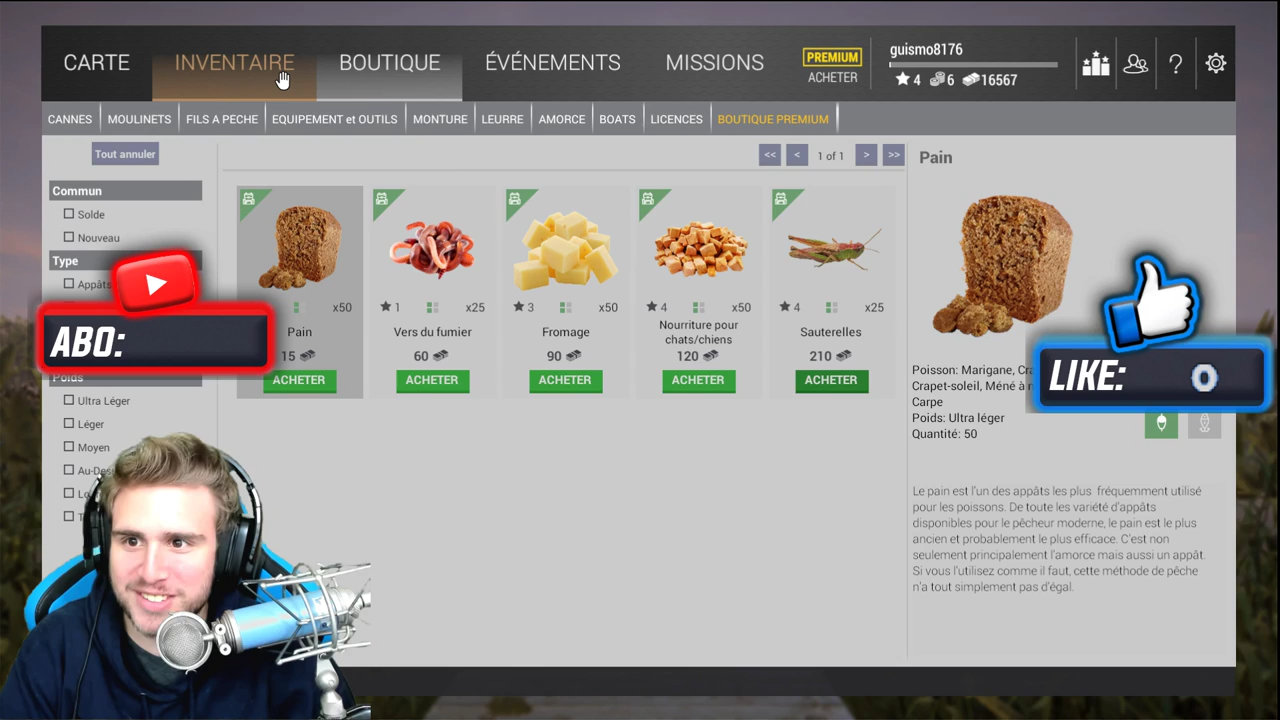 CARTE
INVENTAIRE
BOUTIQUE
ÉVÉNEMENTS
MISSIONS
PREMIUM
ACHETER
guismo8176
4 6 16567
CANNES
MOULINETS
FILS A PECHE
EQUIPEMENT et OUTILS
MONTURE
LEURRE
AMORCE
BOATS
LICENCES
BOUTIQUE PREMIUM
Tout annuler
<< < 1 of 1 > >>
Commun
Solde
Nouveau
Type
Appâts
ABO:
Poids
Ultra Léger
Léger
Moyen
x50
Pain
15
ACHETER
1 x25
Vers du fumier
60
ACHETER
3 x50
Fromage
90
ACHETER
4 x50
Nourriture pour
chats/chiens
120
ACHETER
4 x25
Sauterelles
210
ACHETER
Pain
LIKE: 0
Poisson: Marigane,
Crapet-soleil, Méné à
Carpe
Poids: Ultra léger
Quantité: 50
Le pain est l'un des appâts les plus fréquemment utilisé
pour les poissons. De toute les variété d'appâts
disponibles pour le pêcheur moderne, le pain est le plus
ancien et probablement le plus efficace. C'est non
seulement principalement l'amorce mais aussi un appât.
Si vous l'utilisez comme il faut, cette méthode de pêche
n'a tout simplement pas d'égal.